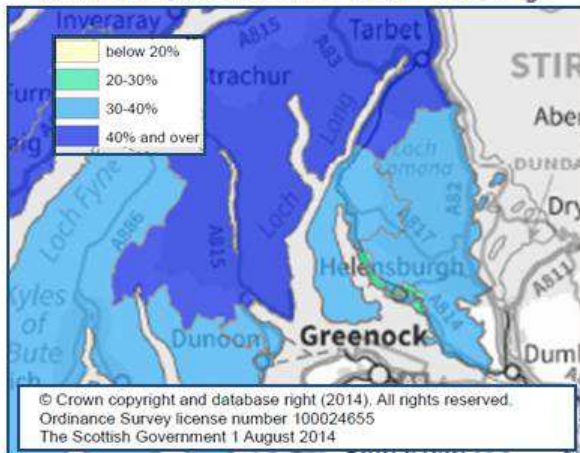 Inveraray
A815
Tarbet
below 20%
A83
20-30%
strachur
STIR
Furn
30-40%
Aber
aig
40% and over
Long
Loch
Lomond
DUNDA
Loch Fyne
A82
Dry
A886
Loch
A817
A815
A811
Helensburgh
Kyles
of
A814
Bute
Dunoon
Greenock
Dumb
ich
© Crown copyright and database right (2014). All rights reserved.
Ordinance Survey license number 100024655
The Scottish Government 1 August 2014